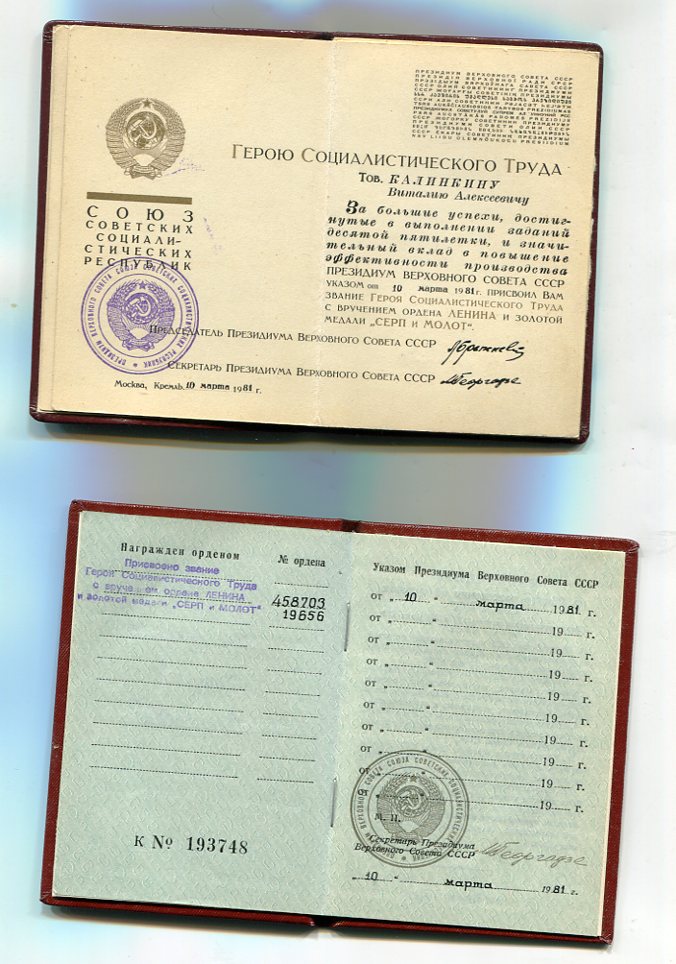 СОЮЗ
СОВЕТСКИХ
СОЦИАЛИ-
СТИЧЕСКИХ
РЕСПУБЛИК
ПРЕЗИДИУМ ВЕРХОВНОГО СОВЕТА СССР
ГЕРОЮ СОЦИАЛИСТИЧЕСКОГО ТРУДА
Тов. КАЛИНКИНУ
Виталию Алексеевичу
За большие успехи, достиг-
нутые в выполнении заданий
десятой пятилетки, и значи-
тельный вклад в повышение
эффективности производства
ПРЕЗИДИУМ ВЕРХОВНОГО СОВЕТА СССР
УКАЗОМ от 10 марта 1981 г. ПРИСВОИЛ ВАМ
ЗВАНИЕ ГЕРОЯ СОЦИАЛИСТИЧЕСКОГО ТРУДА
С ВРУЧЕНИЕМ ОРДЕНА ЛЕНИНА И ЗОЛОТОЙ
МЕДАЛИ „СЕРП И МОЛОТ".
ПРЕДСЕДАТЕЛЬ ПРЕЗИДИУМА ВЕРХОВНОГО СОВЕТА СССР
СЕКРЕТАРЬ ПРЕЗИДИУМА ВЕРХОВНОГО СОВЕТА СССР
Москва, Кремль. 10 марта 1981 г.
Награжден орденом
№ ордена
Присвоено звание
Героя Социалистического Труда
с вручением ордена ЛЕНИНА
и золотой медали „СЕРП и МОЛОТ"
458703
19656
К № 193748
Указом Президиума Верховного Совета СССР
от „ 10 " марта 1981 г.
от „ " 19 г.
от „ " 19 г.
от „ " 19 г.
от „ " 19 г.
от „ " 19 г.
от „ " 19 г.
от „ " 19 г.
от „ " 19 г.
М. П.
Секретарь Президиума
Верховного Совета СССР
„ 10 " марта 1981 г.